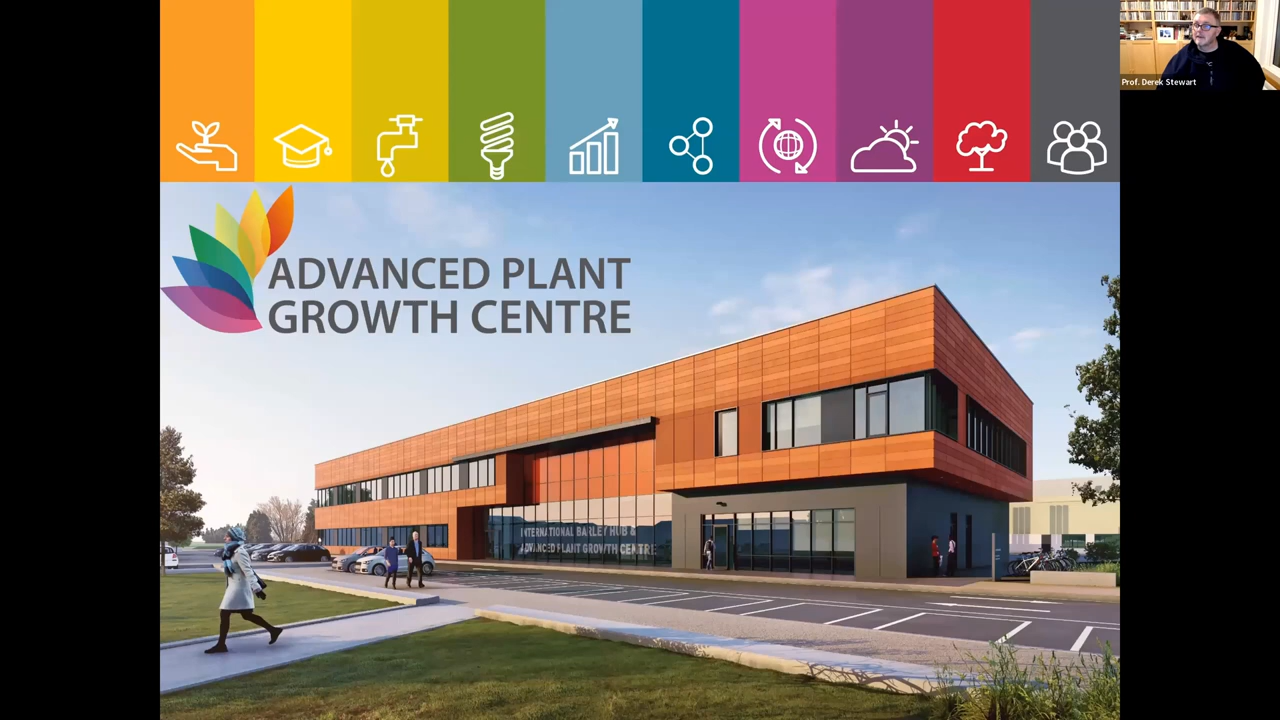 Prof. Derek Stewart
ADVANCED PLANT
GROWTH CENTRE
INTERNATIONAL BARLEY HUB &
ADVANCED PLANT GROWTH CENTRE